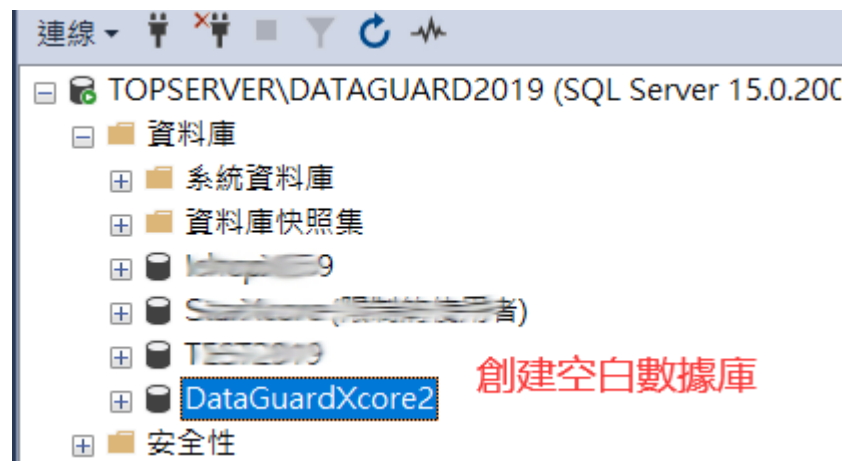 連線
TOPSERVER\DATAGUARD2019 (SQL Server 15.0.200
資料庫
系統資料庫
資料庫快照集
DataGuardXcore2
創建空白數據庫
安全性